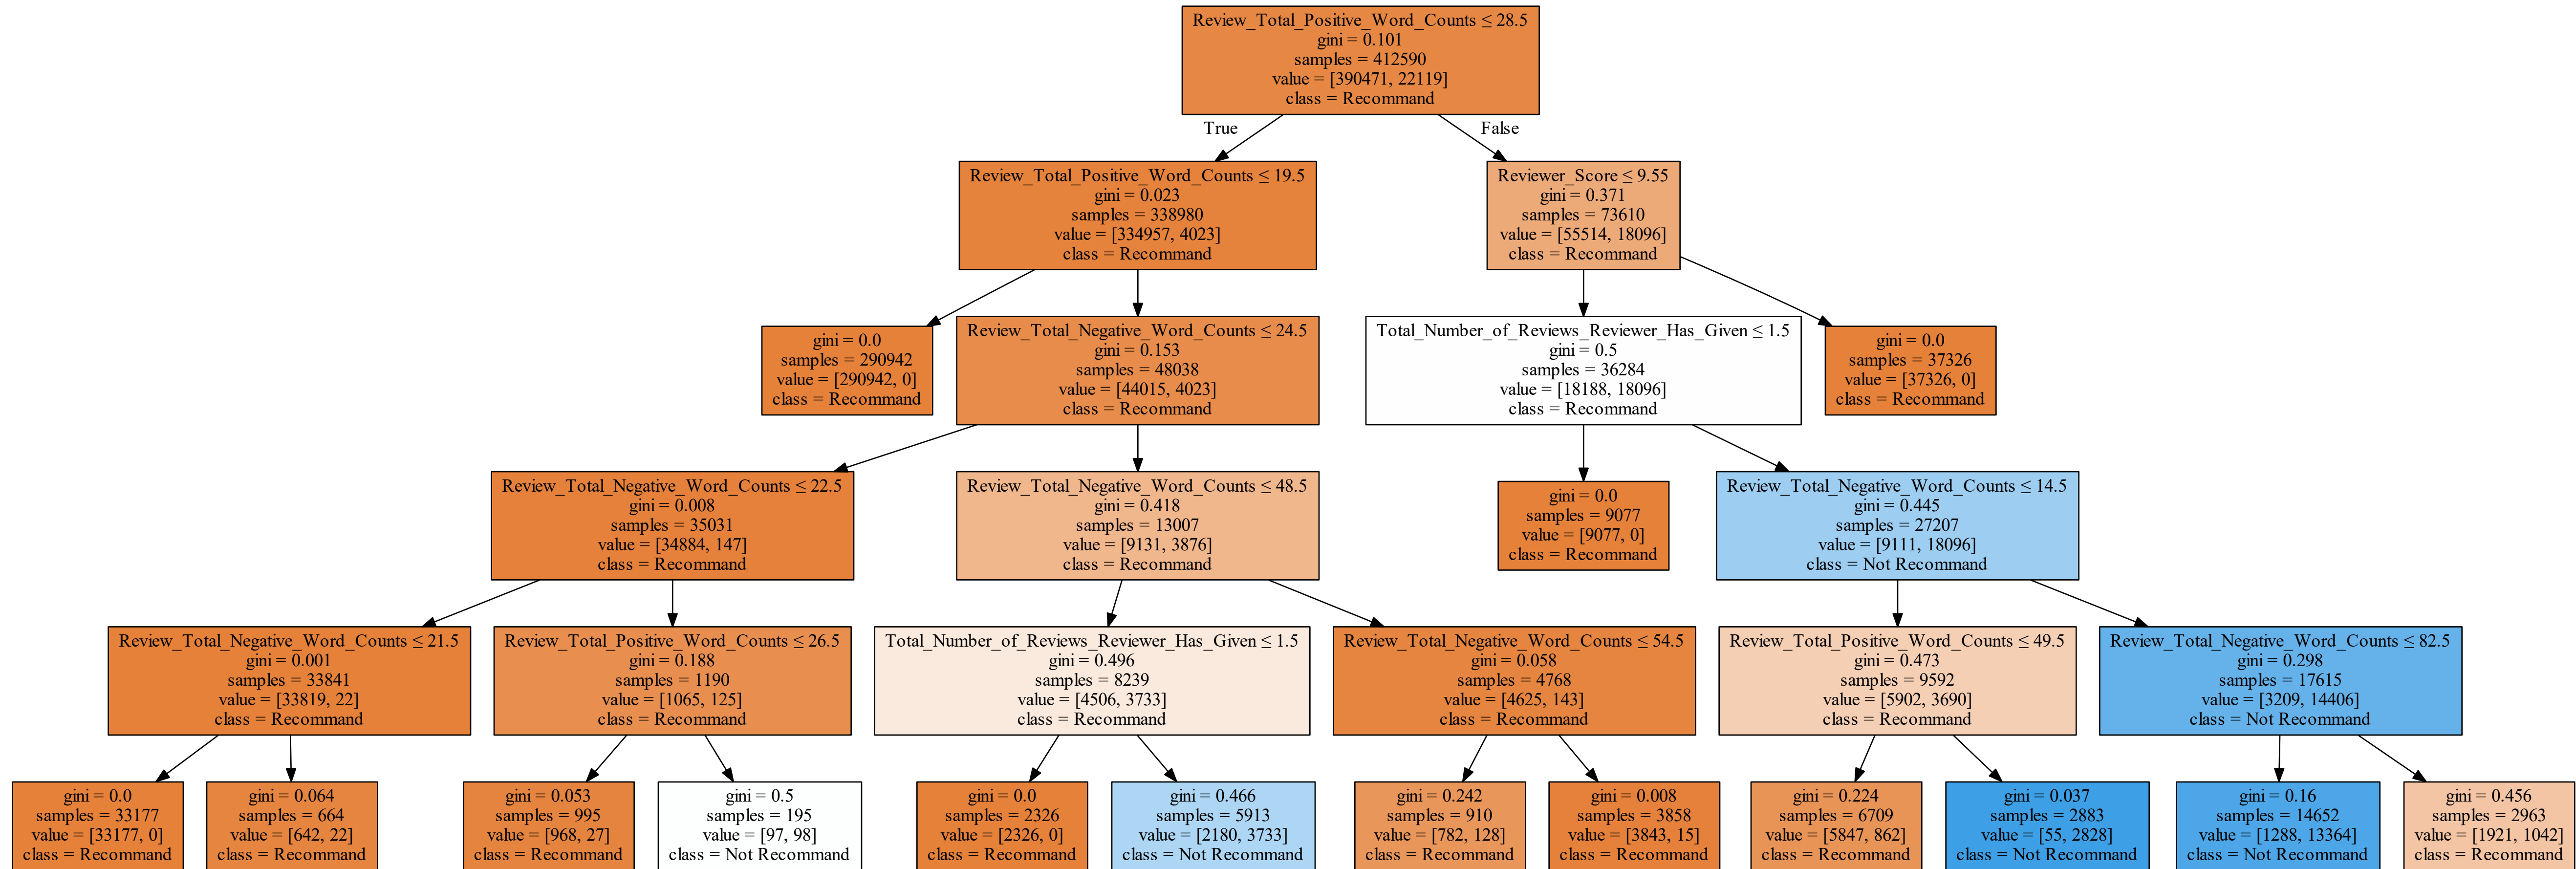 Review_Total_Positive_Word_Counts ≤ 28.5
gini = 0.101
samples = 412590
value = [390471, 22119]
class = Recommand
True
False
Review_Total_Positive_Word_Counts ≤ 19.5
gini = 0.023
samples = 338980
value = [334957, 4023]
class = Recommand
Reviewer_Score ≤ 9.55
gini = 0.371
samples = 73610
value = [55514, 18096]
class = Recommand
gini = 0.0
samples = 290942
value = [290942, 0]
class = Recommand
Review_Total_Negative_Word_Counts ≤ 24.5
gini = 0.153
samples = 48038
value = [44015, 4023]
class = Recommand
Total_Number_of_Reviews_Reviewer_Has_Given ≤ 1.5
gini = 0.5
samples = 36284
value = [18188, 18096]
class = Recommand
gini = 0.0
samples = 37326
value = [37326, 0]
class = Recommand
Review_Total_Negative_Word_Counts ≤ 22.5
gini = 0.008
samples = 35031
value = [34884, 147]
class = Recommand
Review_Total_Negative_Word_Counts ≤ 48.5
gini = 0.418
samples = 13007
value = [9131, 3876]
class = Recommand
gini = 0.0
samples = 9077
value = [9077, 0]
class = Recommand
Review_Total_Negative_Word_Counts ≤ 14.5
gini = 0.445
samples = 27207
value = [9111, 18096]
class = Not Recommand
Review_Total_Negative_Word_Counts ≤ 21.5
gini = 0.001
samples = 33841
value = [33819, 22]
class = Recommand
Review_Total_Positive_Word_Counts ≤ 26.5
gini = 0.188
samples = 1190
value = [1065, 125]
class = Recommand
Total_Number_of_Reviews_Reviewer_Has_Given ≤ 1.5
gini = 0.496
samples = 8239
value = [4506, 3733]
class = Recommand
Review_Total_Negative_Word_Counts ≤ 54.5
gini = 0.058
samples = 4768
value = [4625, 143]
class = Recommand
Review_Total_Positive_Word_Counts ≤ 49.5
gini = 0.473
samples = 9592
value = [5902, 3690]
class = Recommand
Review_Total_Negative_Word_Counts ≤ 82.5
gini = 0.298
samples = 17615
value = [3209, 14406]
class = Not Recommand
gini = 0.0
samples = 33177
value = [33177, 0]
class = Recommand
gini = 0.064
samples = 664
value = [642, 22]
class = Recommand
gini = 0.053
samples = 995
value = [968, 27]
class = Recommand
gini = 0.5
samples = 195
value = [97, 98]
class = Not Recommand
gini = 0.0
samples = 2326
value = [2326, 0]
class = Recommand
gini = 0.466
samples = 5913
value = [2180, 3733]
class = Not Recommand
gini = 0.242
samples = 910
value = [782, 128]
class = Recommand
gini = 0.008
samples = 3858
value = [3843, 15]
class = Recommand
gini = 0.224
samples = 6709
value = [5847, 862]
class = Recommand
gini = 0.037
samples = 2883
value = [55, 2828]
class = Not Recommand
gini = 0.16
samples = 14652
value = [1288, 13364]
class = Not Recommand
gini = 0.456
samples = 2963
value = [1921, 1042]
class = Recommand